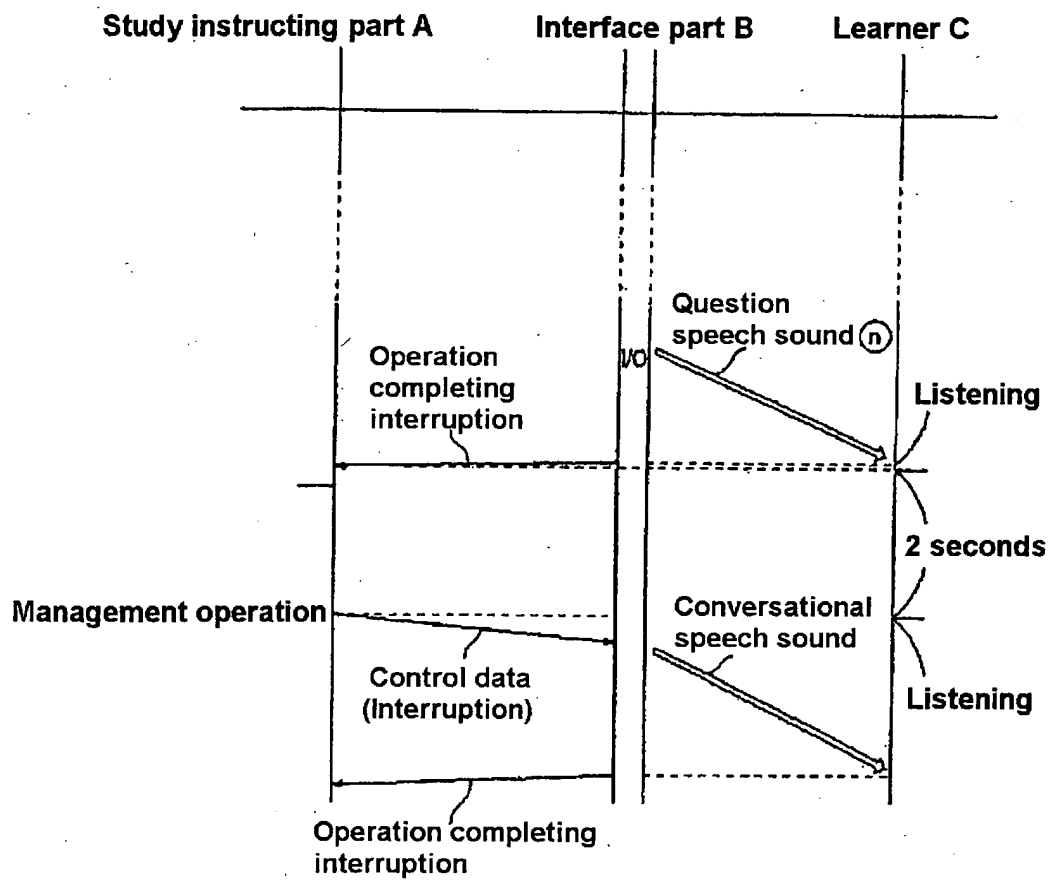 Study instructing part A
Interface part B
Learner C
Question
speech sound ⓝ
I/O
Operation
completing
interruption
Listening
2 seconds
Management operation
Conversational
speech sound
Control data
(Interruption)
Listening
Operation completing
interruption